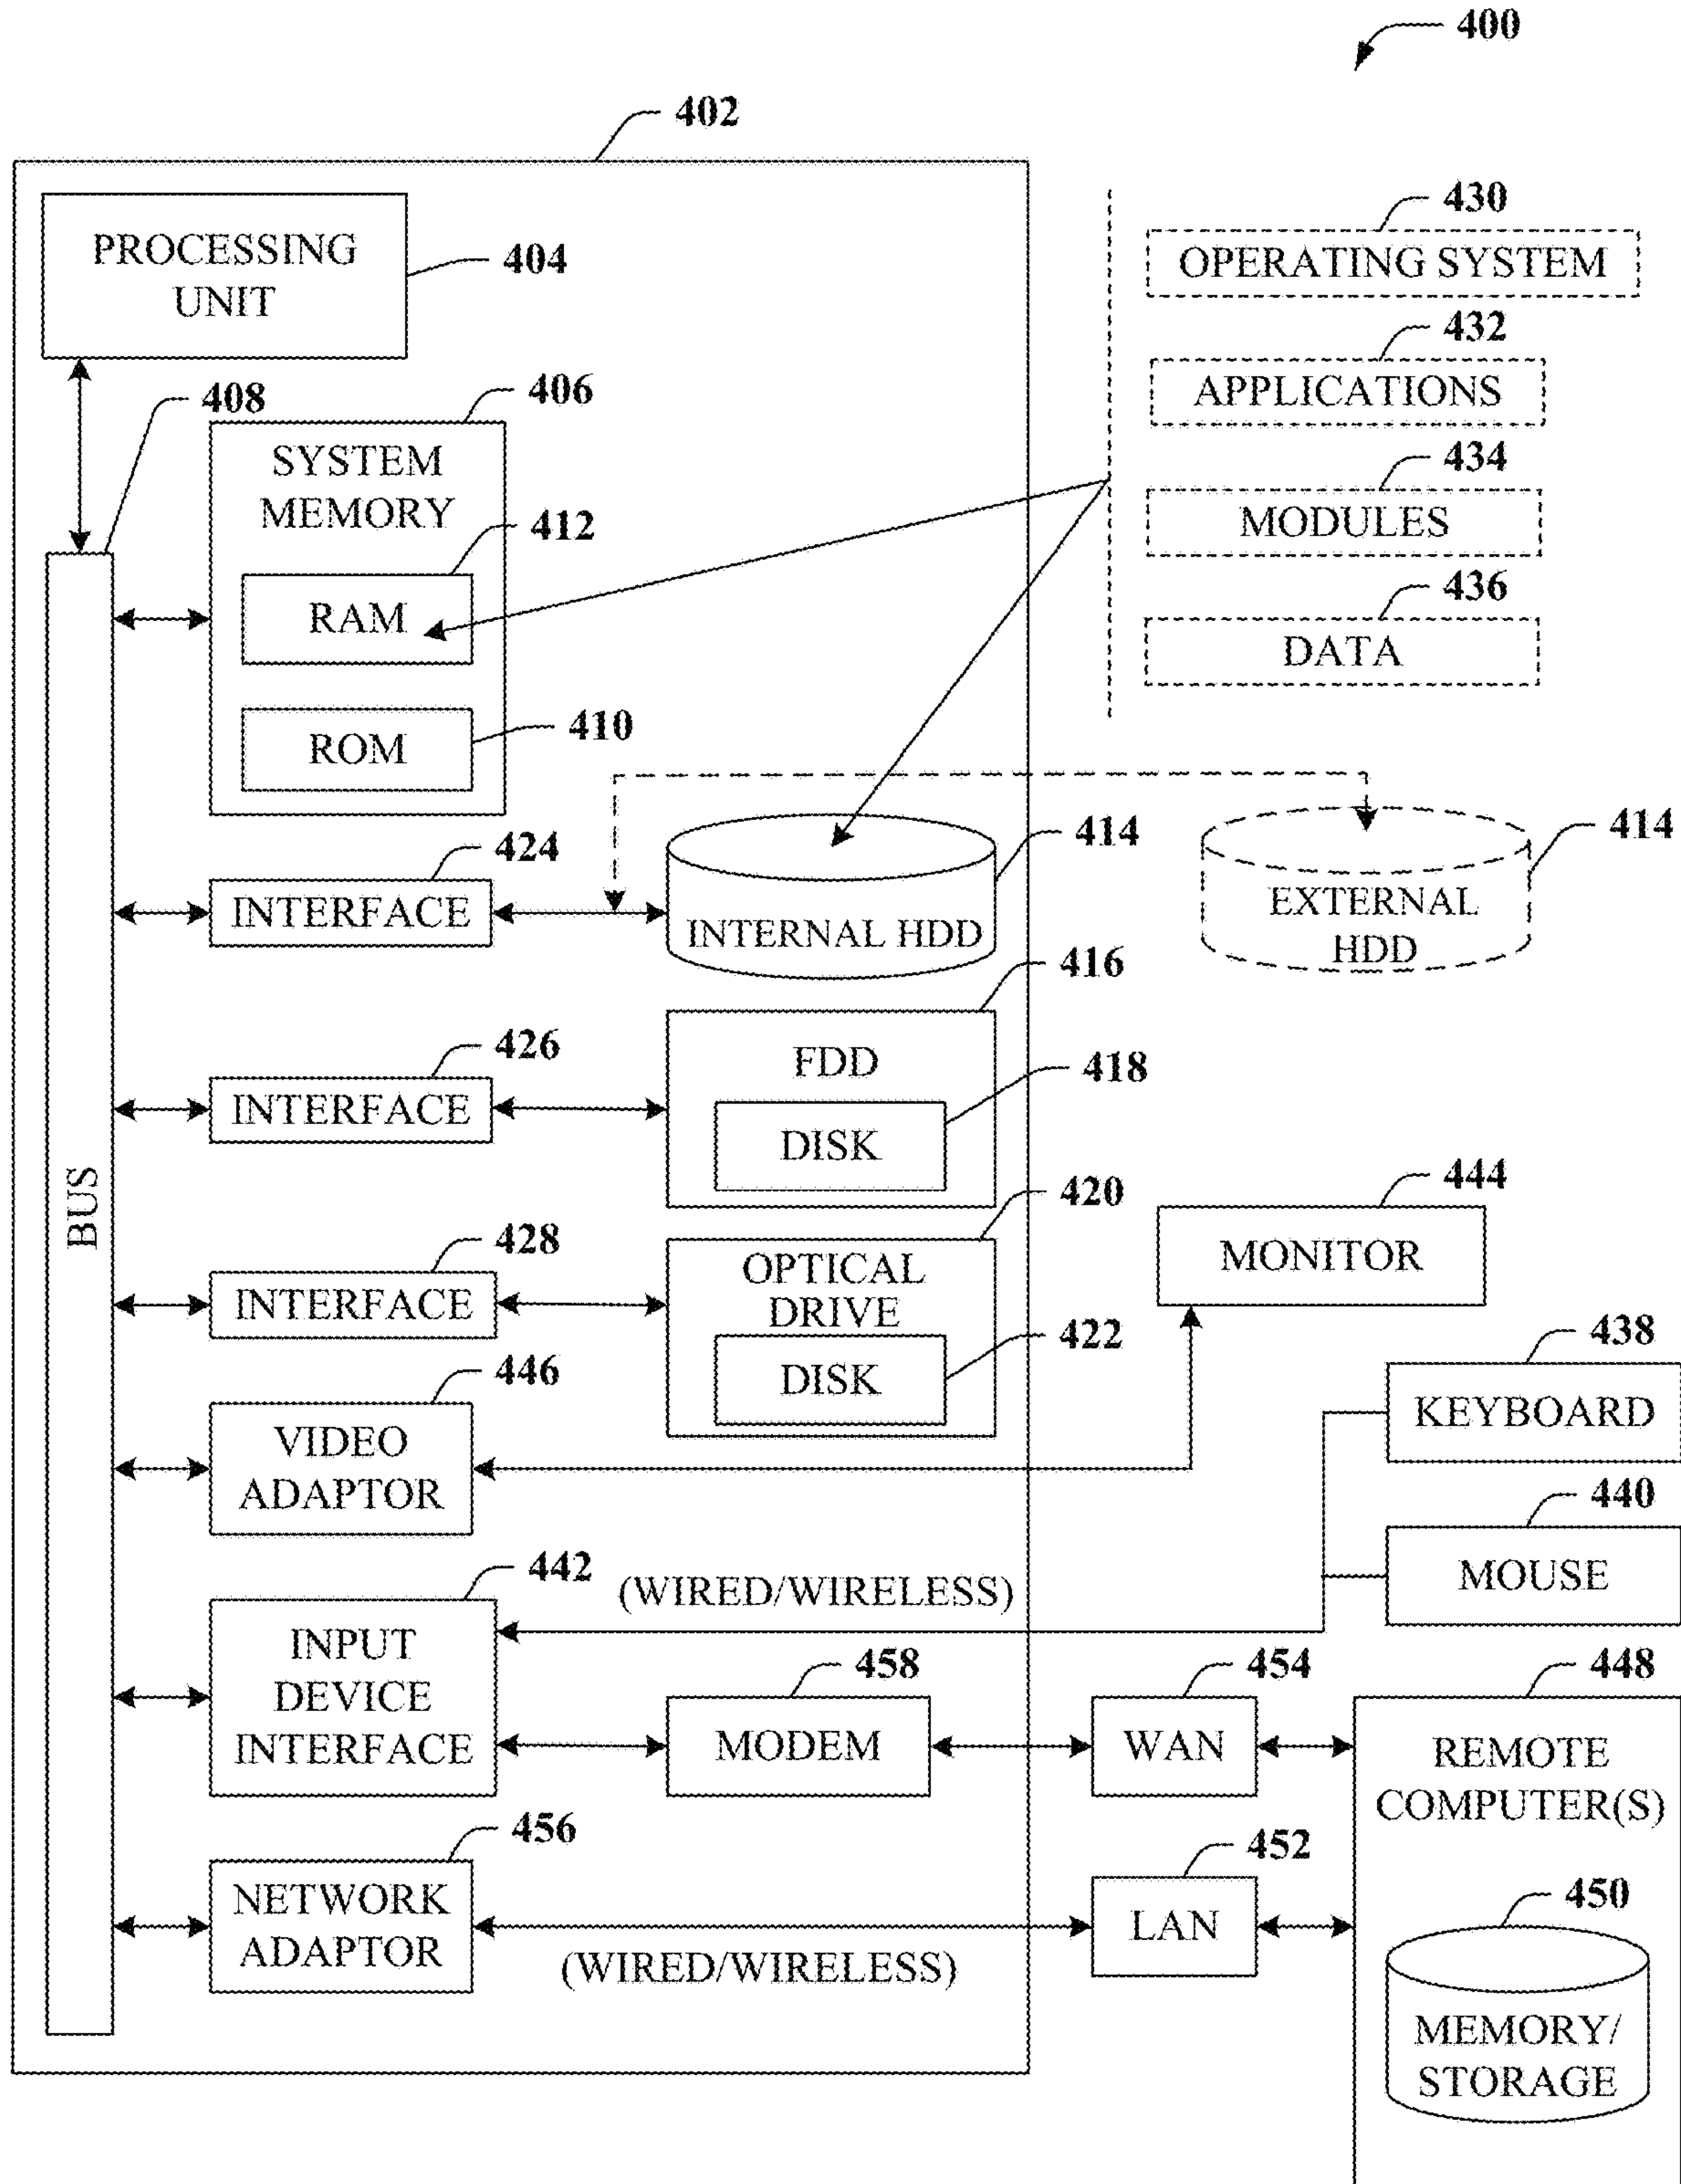 400
402
PROCESSING
UNIT
404
430
OPERATING SYSTEM
432
APPLICATIONS
434
MODULES
436
DATA
408
406
SYSTEM
MEMORY
412
RAM
410
ROM
424
INTERFACE
414
INTERNAL HDD
414
EXTERNAL
HDD
426
INTERFACE
416
FDD
418
DISK
BUS
428
INTERFACE
420
OPTICAL
DRIVE
422
DISK
444
MONITOR
446
VIDEO
ADAPTOR
438
KEYBOARD
440
MOUSE
442
INPUT
DEVICE
INTERFACE
(WIRED/WIRELESS)
458
MODEM
454
WAN
448
REMOTE
COMPUTER(S)
456
NETWORK
ADAPTOR
(WIRED/WIRELESS)
452
LAN
450
MEMORY/
STORAGE